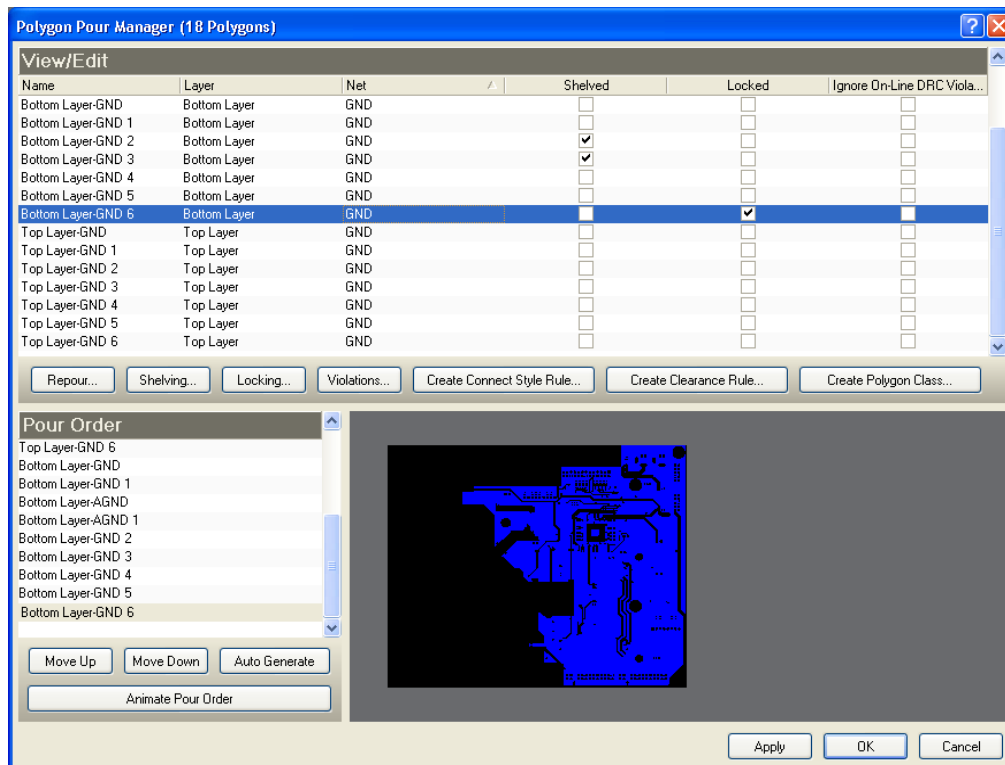 Polygon Pour Manager (18 Polygons)
View/Edit
Name Layer Net Shelved Locked Ignore On-Line DRC Viola...
Bottom Layer-GND Bottom Layer GND
Bottom Layer-GND 1 Bottom Layer GND
Bottom Layer-GND 2 Bottom Layer GND
Bottom Layer-GND 3 Bottom Layer GND
Bottom Layer-GND 4 Bottom Layer GND
Bottom Layer-GND 5 Bottom Layer GND
Bottom Layer-GND 6 Bottom Layer GND
Top Layer-GND Top Layer GND
Top Layer-GND 1 Top Layer GND
Top Layer-GND 2 Top Layer GND
Top Layer-GND 3 Top Layer GND
Top Layer-GND 4 Top Layer GND
Top Layer-GND 5 Top Layer GND
Top Layer-GND 6 Top Layer GND
Repour... Shelving... Locking... Violations... Create Connect Style Rule... Create Clearance Rule... Create Polygon Class...
Pour Order
Top Layer-GND 6
Bottom Layer-GND
Bottom Layer-GND 1
Bottom Layer-AGND
Bottom Layer-AGND 1
Bottom Layer-GND 2
Bottom Layer-GND 3
Bottom Layer-GND 4
Bottom Layer-GND 5
Bottom Layer-GND 6
Move Up Move Down Auto Generate
Animate Pour Order
Apply OK Cancel